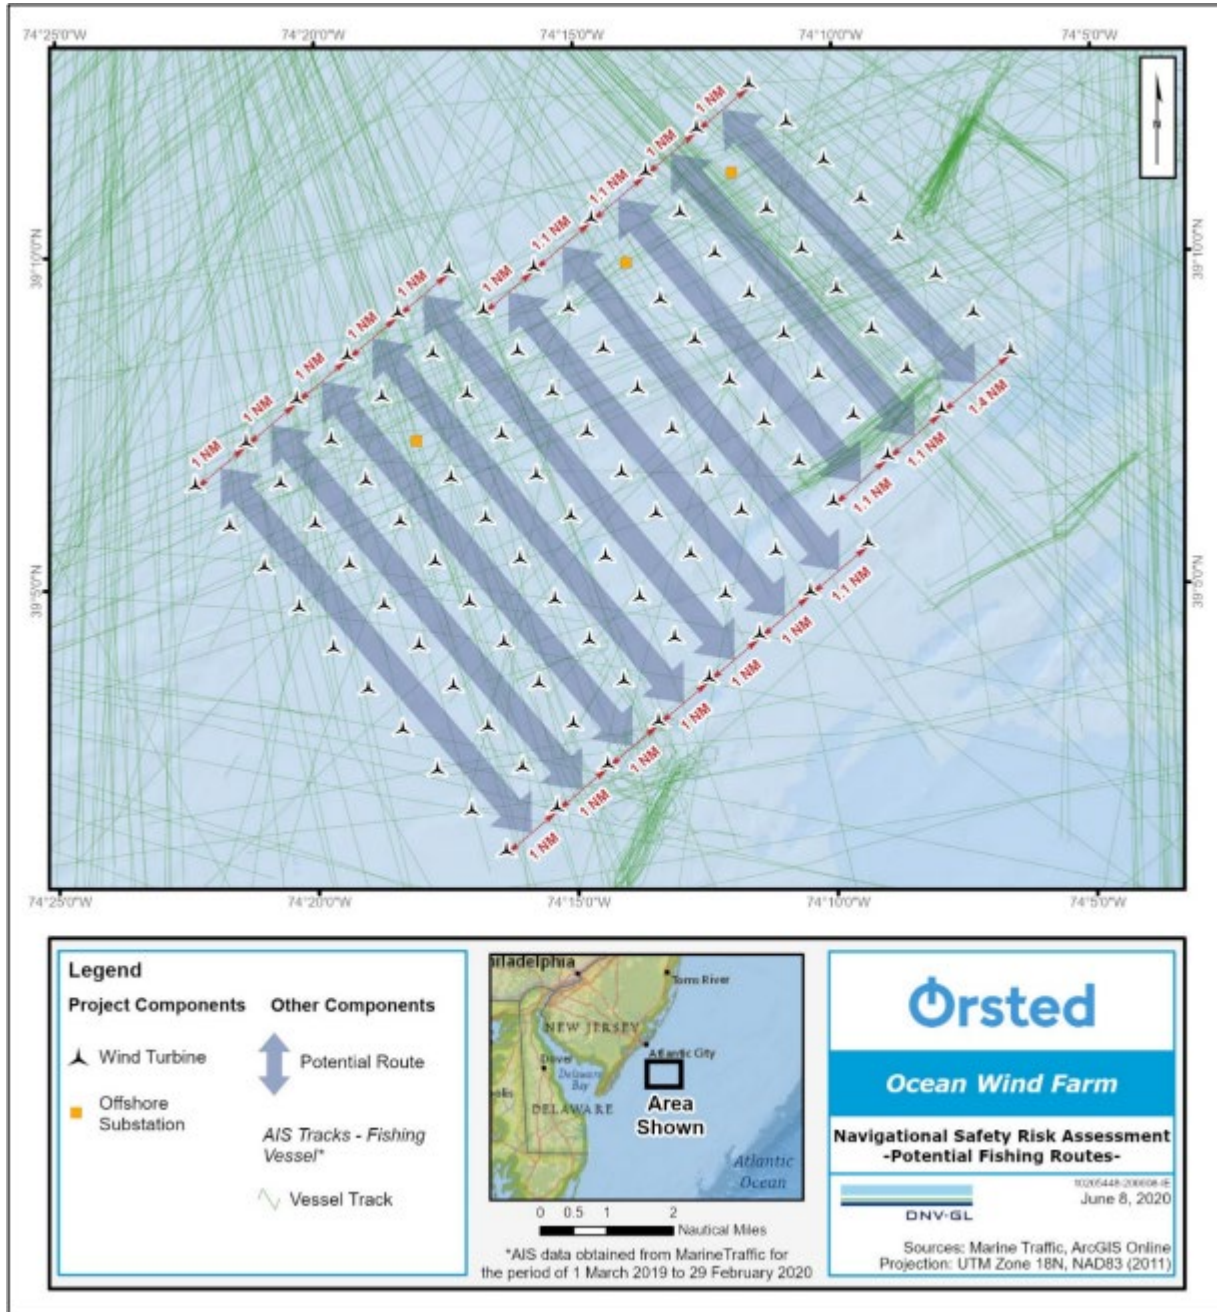 74°25'0"W 74°20'0"W 74°15'0"W 74°10'0"W 74°5'0"W
1 NM
1 NM
1.1 NM
1.1 NM
1 NM
1 NM
1 NM
1 NM
1 NM
1 NM
39°10'0"N 39°10'0"N
1.4 NM
1.1 NM
1.1 NM
39°5'0"N 39°5'0"N
1.1 NM
1 NM
1 NM
1 NM
1 NM
1 NM
1 NM
74°25'0"W 74°20'0"W 74°15'0"W 74°10'0"W 74°5'0"W
Legend
Project Components
Wind Turbine
Offshore
Substation
Other Components
Potential Route
AIS Tracks - Fishing
Vessel*
Vessel Track
hiladelphia
Toms River
NEW JERSEY
Atlantic City
Dover
Delaware
Bay
polis
DELAWARE
Area
Shown
Atlantic
Ocean
0 0.5 1 2
Nautical Miles
*AIS data obtained from MarineTraffic for
the period of 1 March 2019 to 29 February 2020
Ørsted
Ocean Wind Farm
Navigational Safety Risk Assessment
-Potential Fishing Routes-
DNV·GL
June 8, 2020
Sources: Marine Traffic, ArcGIS Online
Projection: UTM Zone 18N, NAD83 (2011)